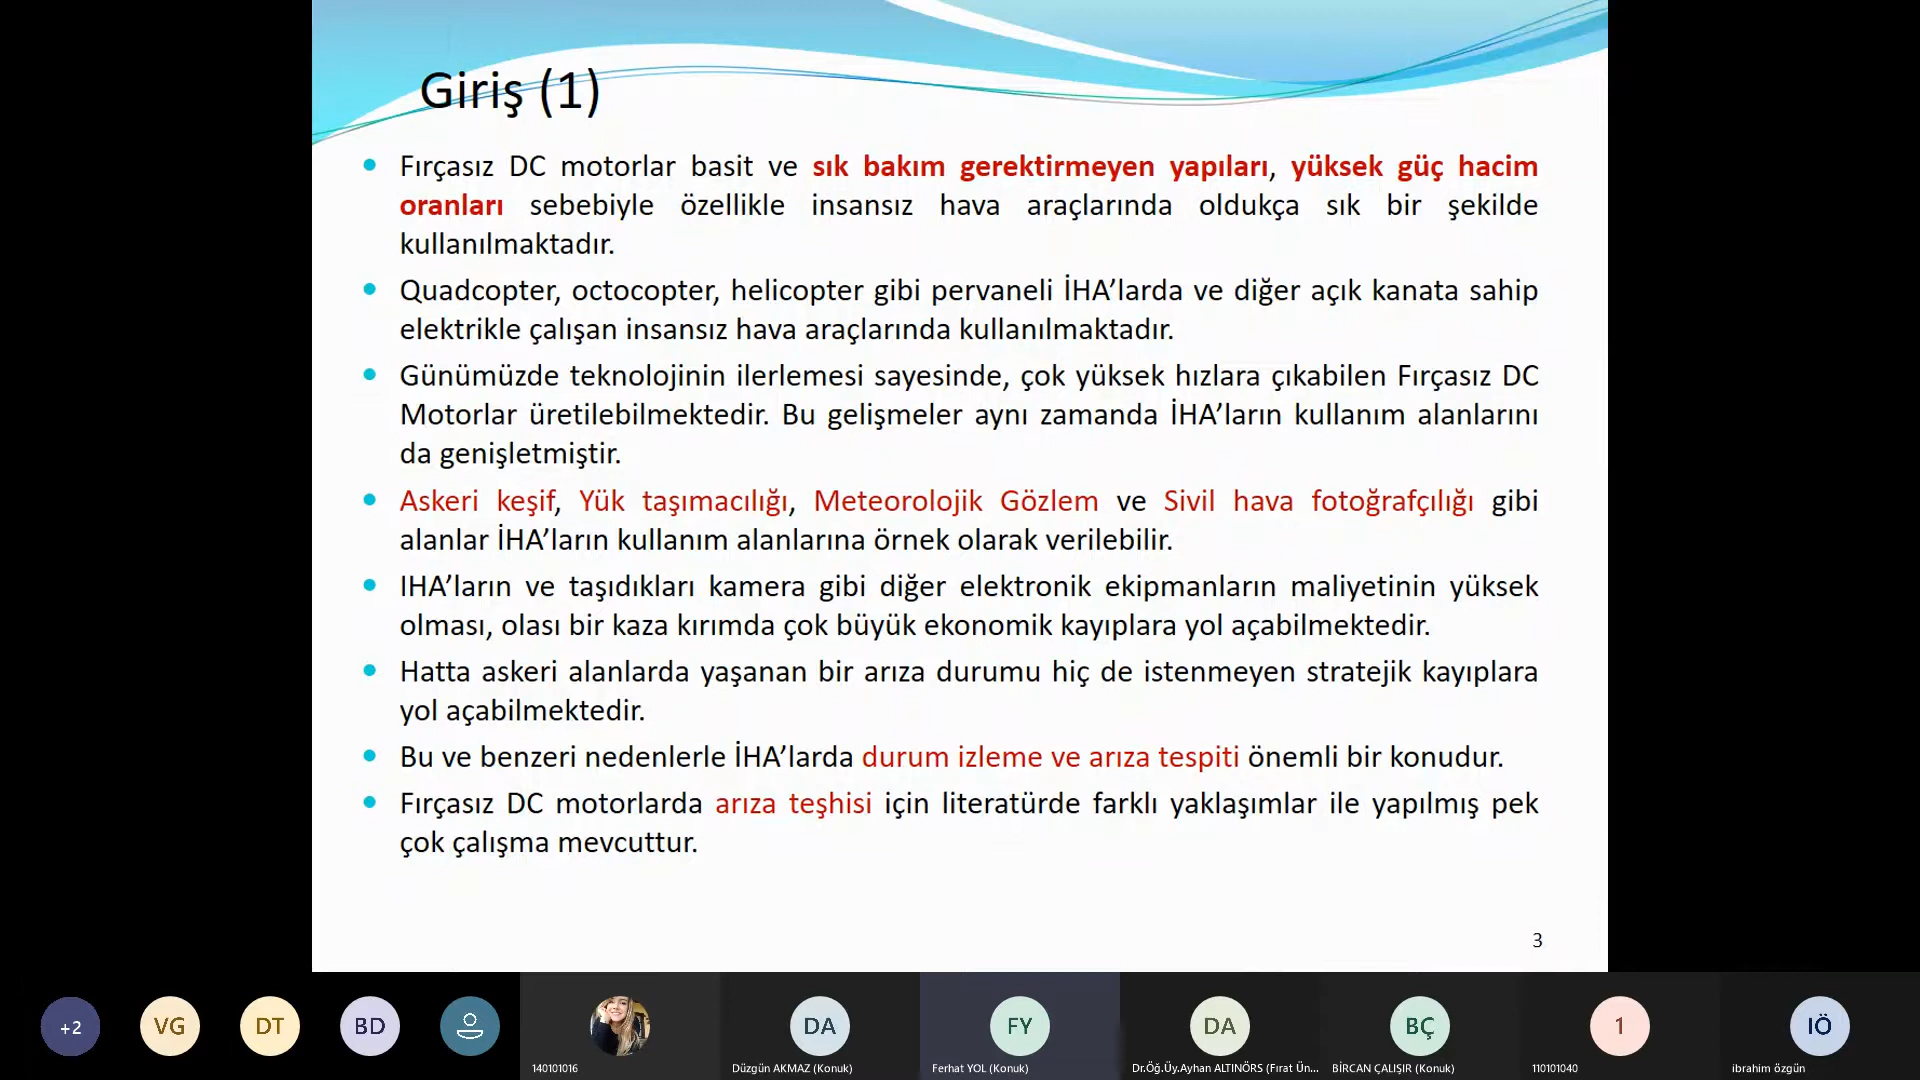 Giriş (1)
Fırçasız DC motorlar basit ve sık bakım gerektirmeyen yapıları, yüksek güç hacim
oranları sebebiyle özellikle insansız hava araçlarında oldukça sık bir şekilde
kullanılmaktadır.
Quadcopter, octocopter, helicopter gibi pervaneli İHA’larda ve diğer açık kanata sahip
elektrikle çalışan insansız hava araçlarında kullanılmaktadır.
Günümüzde teknolojinin ilerlemesi sayesinde, çok yüksek hızlara çıkabilen Fırçasız DC
Motorlar üretilebilmektedir. Bu gelişmeler aynı zamanda İHA’ların kullanım alanlarını
da genişletmiştir.
Askeri keşif, Yük taşımacılığı, Meteorolojik Gözlem ve Sivil hava fotoğrafçılığı gibi
alanlar İHA’ların kullanım alanlarına örnek olarak verilebilir.
IHA’ların ve taşıdıkları kamera gibi diğer elektronik ekipmanların maliyetinin yüksek
olması, olası bir kaza kırımda çok büyük ekonomik kayıplara yol açabilmektedir.
Hatta askeri alanlarda yaşanan bir arıza durumu hiç de istenmeyen stratejik kayıplara
yol açabilmektedir.
Bu ve benzeri nedenlerle İHA’larda durum izleme ve arıza tespiti önemli bir konudur.
Fırçasız DC motorlarda arıza teşhisi için literatürde farklı yaklaşımlar ile yapılmış pek
çok çalışma mevcuttur.
3
+2 VG DT BD DA FY DA BÇ 1 İÖ
140101016 Düzgün AKMAZ (Konuk) Ferhat YOL (Konuk) Dr.Öğ.Üy.Ayhan ALTINÖRS (Fırat Ün... BİRCAN ÇALIŞIR (Konuk) 110101040 ibrahim özgün